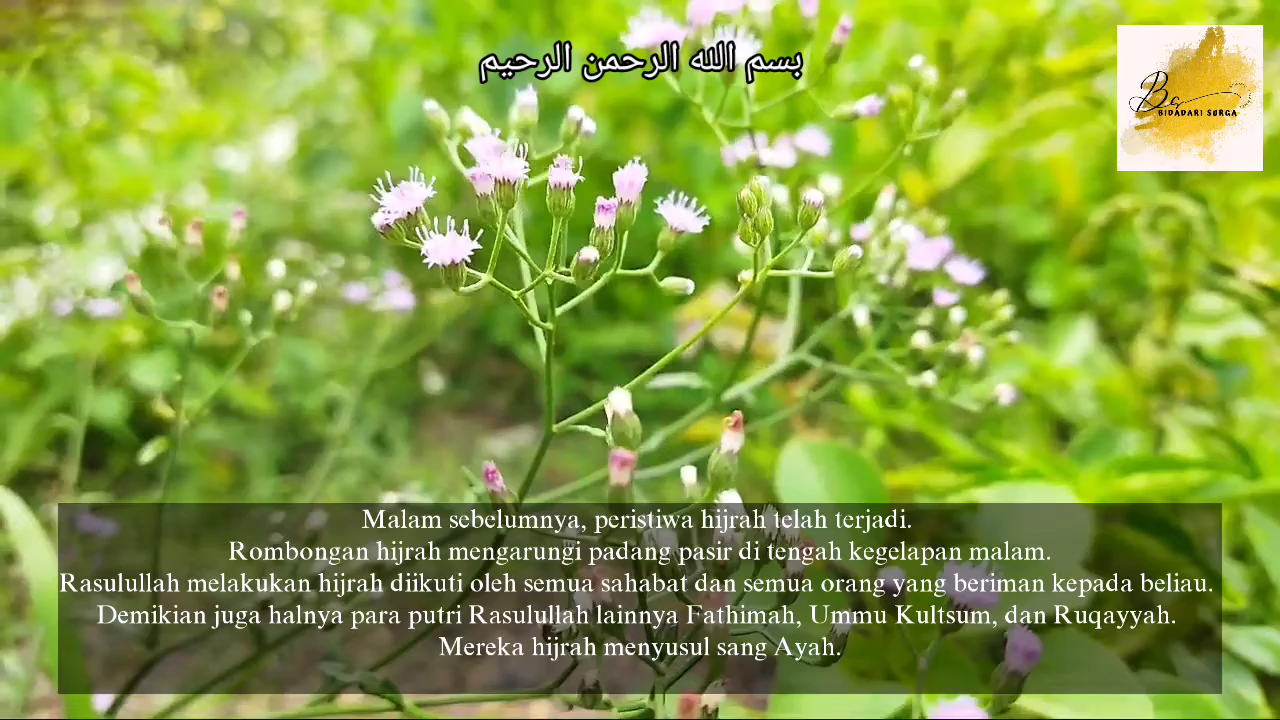 بسم الله الرحمن الرحيم
Bs
BIDADARI SURGA
Malam sebelumnya, peristiwa hijrah telah terjadi.
Rombongan hijrah mengarungi padang pasir di tengah kegelapan malam.
Rasulullah melakukan hijrah diikuti oleh semua sahabat dan semua orang yang beriman kepada beliau.
Demikian juga halnya para putri Rasulullah lainnya Fathimah, Ummu Kultsum, dan Ruqayyah.
Mereka hijrah menyusul sang Ayah.